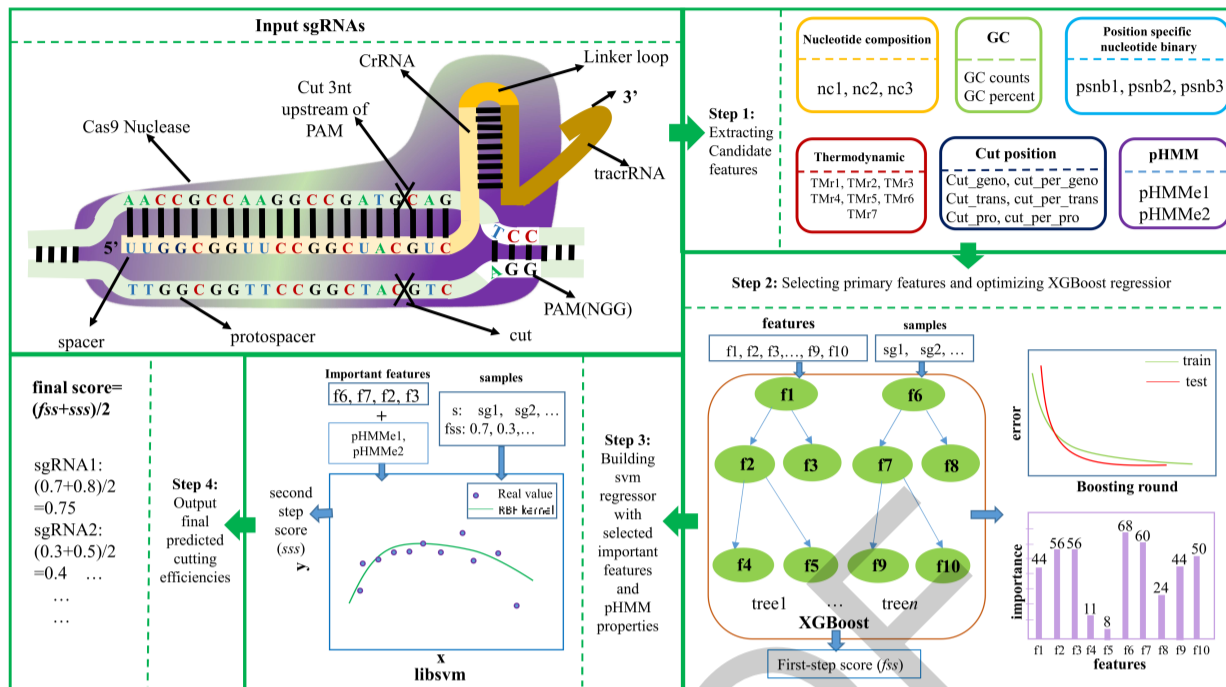 Input sgRNAs
CrRNA
Linker loop
Cut 3nt
upstream of
PAM
3'
Cas9 Nuclease
tracrRNA
AACCGCCAAGGCCGATGCAG
TCC
5'
UUGGCGGUUCCGGCUACGUC
AGG
TTGGCGGTTCCGGCTACGTC
PAM(NGG)
spacer
protospacer
cut
Step 1:
Extracting
Candidate
features
Nucleotide composition
nc1, nc2, nc3
GC
GC counts
GC percent
Position specific
nucleotide binary
psnb1, psnb2, psnb3
Thermodynamic
TMr1, TMr2, TMr3
TMr4, TMr5, TMr6
TMr7
Cut position
Cut_geno, cut_per_geno
Cut_trans, cut_per_trans
Cut_pro, cut_per_pro
pHMM
pHMMe1
pHMMe2
Step 2: Selecting primary features and optimizing XGBoost regressior
features
f1, f2, f3,..., f9, f10
samples
sg1, sg2, ...
f1
f6
f2
f3
f7
f8
f4
f5
f9
f10
tree1
...
treen
XGBoost
First-step score (fss)
train
test
error
Boosting round
44
56
56
11
8
68
60
24
44
50
importance
f1 f2 f3 f4 f5 f6 f7 f8 f9 f10
features
Step 3:
Building
svm
regressor
with
selected
important
features
and
pHMM
properties
Important features
f6, f7, f2, f3
+
pHMMe1,
pHMMe2
samples
s: sg1, sg2, ...
fss: 0.7, 0.3,...
Real value
RBF kernel
y
x
libsvm
second
step
score
(sss)
Step 4:
Output
final
predicted
cutting
efficiencies
final score=
(fss+sss)/2
sgRNA1:
(0.7+0.8)/2
=0.75
sgRNA2:
(0.3+0.5)/2
=0.4 ...
...
...